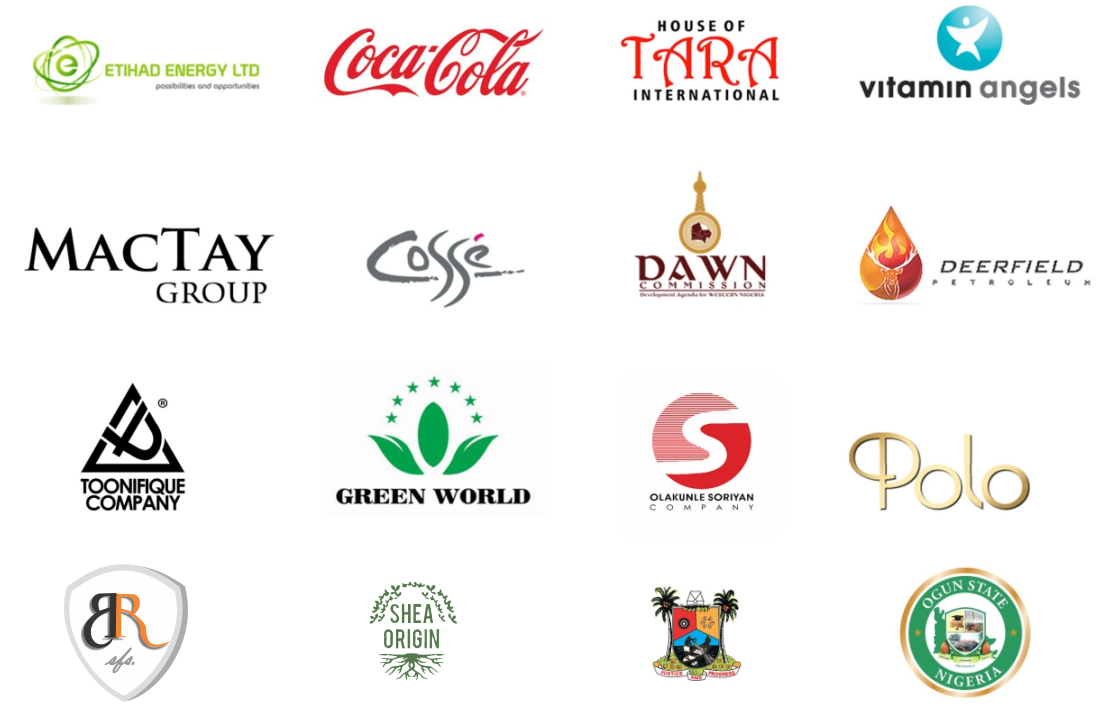 e
ETIHAD ENERGY LTD
possibilities and opportunities
Coca-Cola®
HOUSE OF
TARA
INTERNATIONAL
vitamin angels
MACTAY
GROUP
Cossé
DAWN
COMMISSION
Development Agenda for WESTERN NIGERIA
DEERFIELD
PETROLEUM
®
TOONIFIQUE
COMPANY
GREEN WORLD
S
OLAKUNLE SORIYAN
COMPANY
Polo
BR
sfs.
SHEA
ORIGIN
JUSTICE AND PROGRESS
OGUN STATE
NIGERIA